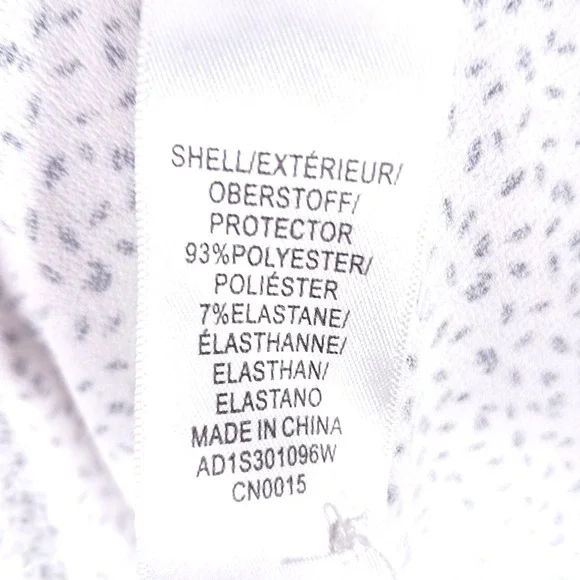 SHELL/EXTÉRIEUR/
OBERSTOFF/
PROTECTOR
93%POLYESTER/
POLIÉSTER
7%ELASTANE/
ÉLASTHANNE/
ELASTHAN/
ELASTANO
MADE IN CHINA
AD1S301096W
CN0015